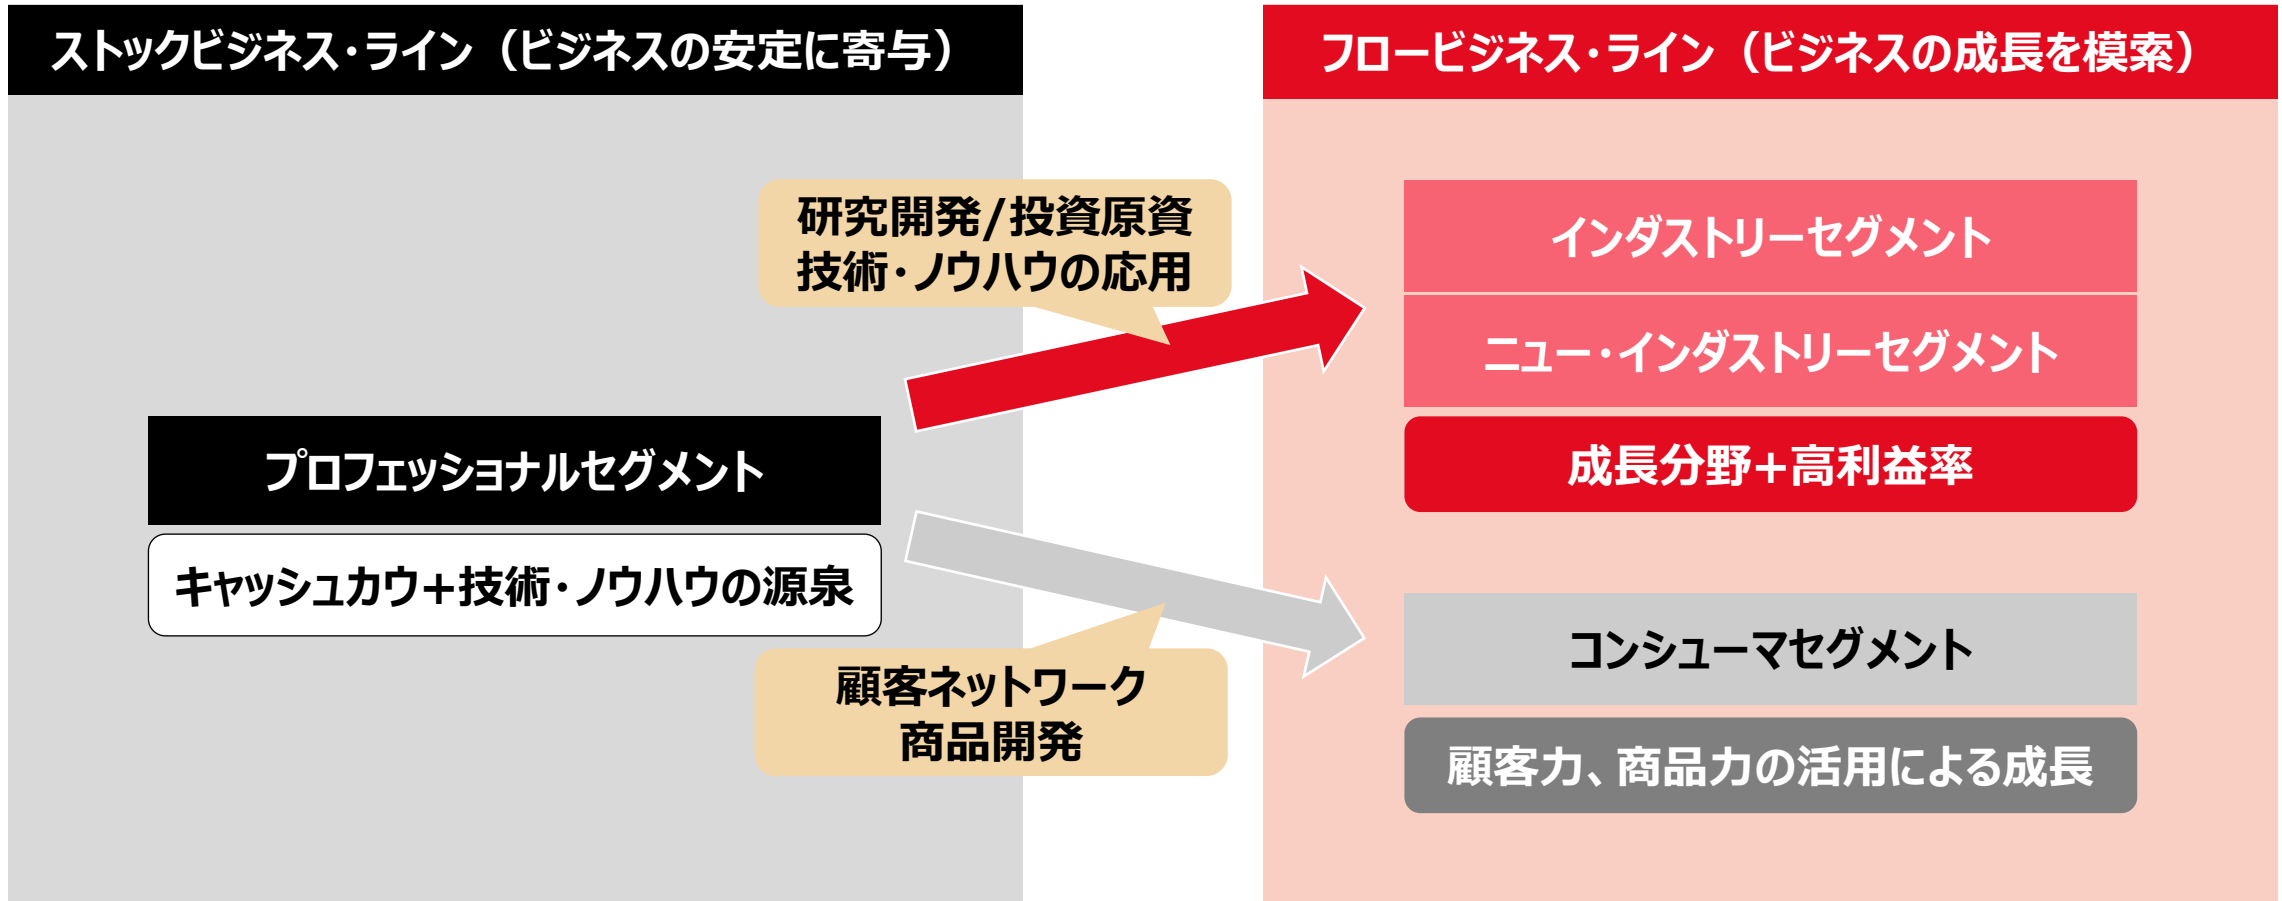 ストックビジネス・ライン（ビジネスの安定に寄与）
プロフェッショナルセグメント
キャッシュカウ+技術・ノウハウの源泉
研究開発/投資原資
技術・ノウハウの応用
顧客ネットワーク
商品開発
フロービジネス・ライン（ビジネスの成長を模索）
インダストリーセグメント
ニュー・インダストリーセグメント
成長分野+高利益率
コンシューマセグメント
顧客力、商品力の活用による成長